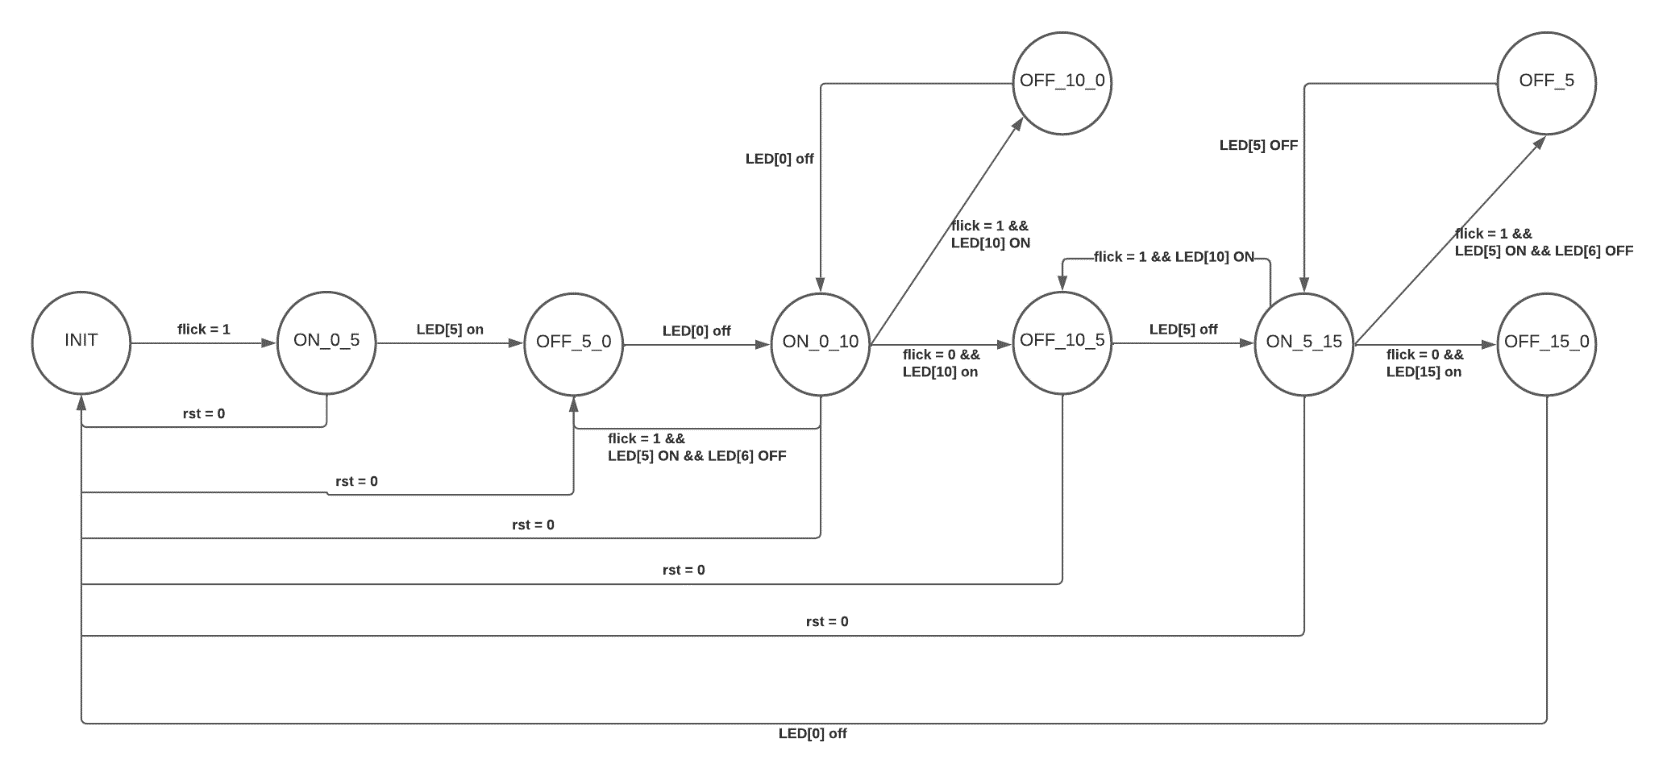 OFF_10_0
OFF_5
LED[0] off
LED[5] OFF
flick = 1 &&
LED[10] ON
flick = 1 &&
LED[5] ON && LED[6] OFF
flick = 1 && LED[10] ON
INIT
flick = 1
ON_0_5
LED[5] on
OFF_5_0
LED[0] off
ON_0_10
flick = 0 &&
LED[10] on
OFF_10_5
LED[5] off
ON_5_15
flick = 0 &&
LED[15] on
OFF_15_0
rst = 0
flick = 1 &&
LED[5] ON && LED[6] OFF
rst = 0
rst = 0
rst = 0
rst = 0
LED[0] off